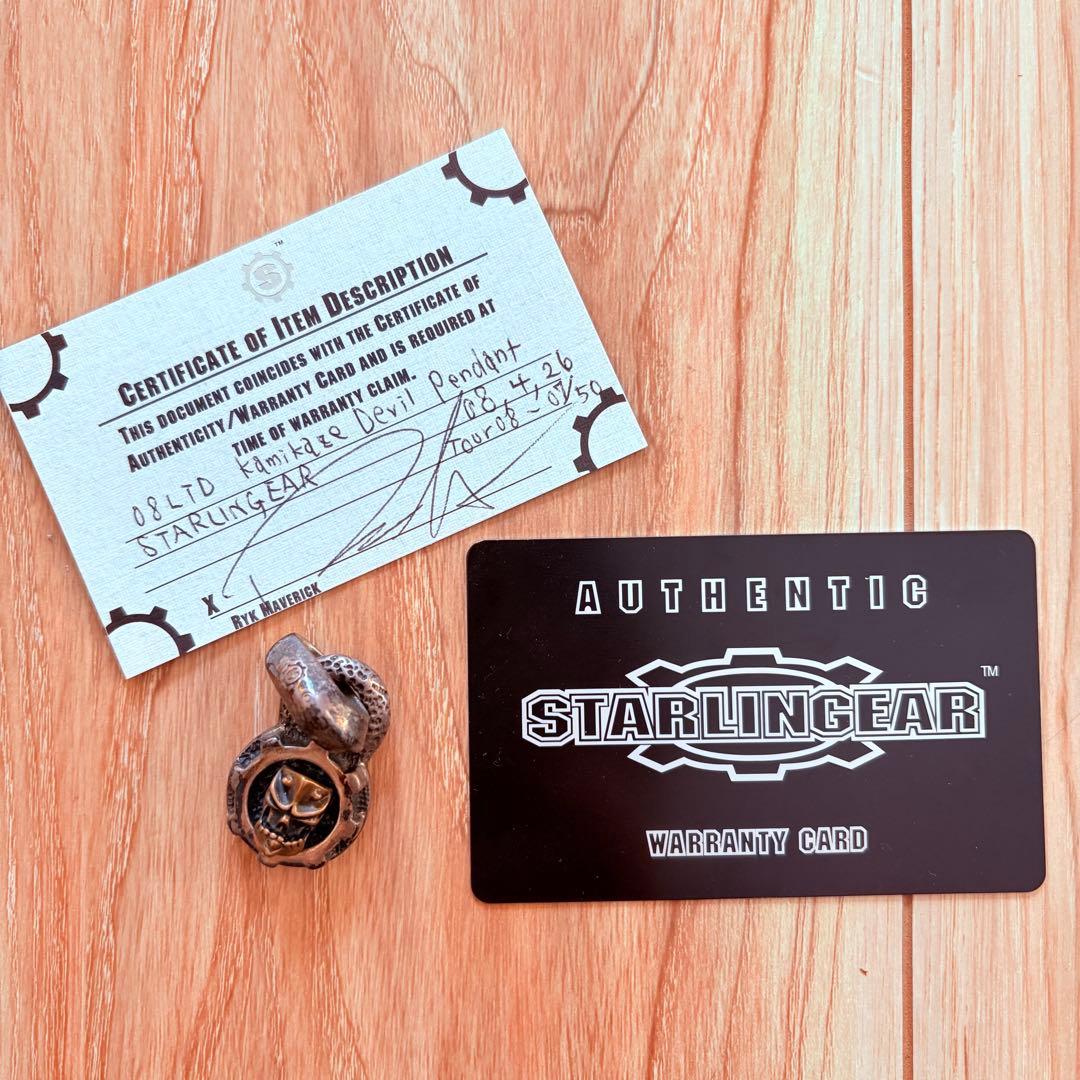 S ™
CERTIFICATE OF ITEM DESCRIPTION
THIS DOCUMENT COINCIDES WITH THE CERTIFICATE OF
AUTHENTICITY/WARRANTY CARD AND IS REQUIRED AT
TIME OF WARRANTY CLAIM.
08LTD Kamikaze Devil Pendant
STARLINGEAR 08,4,26
Tour08-07/50
X
RYK MAVERICK
AUTHENTIC
STARLINGEAR™
WARRANTY CARD